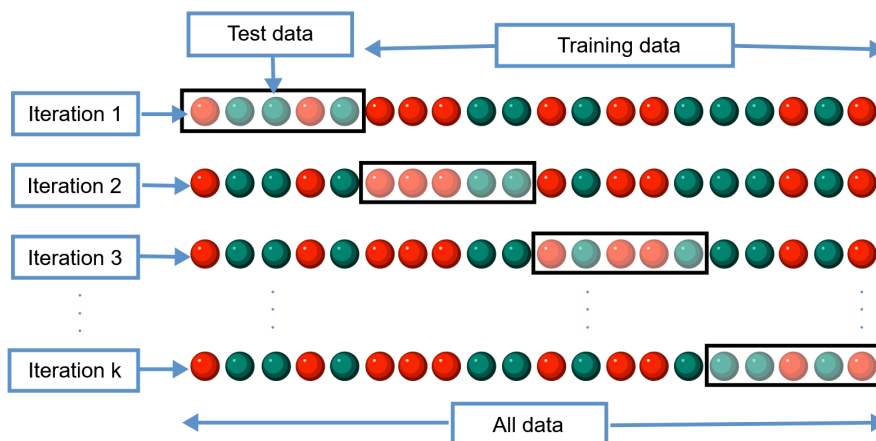 Test data
Training data
Iteration 1
Iteration 2
Iteration 3
Iteration k
All data